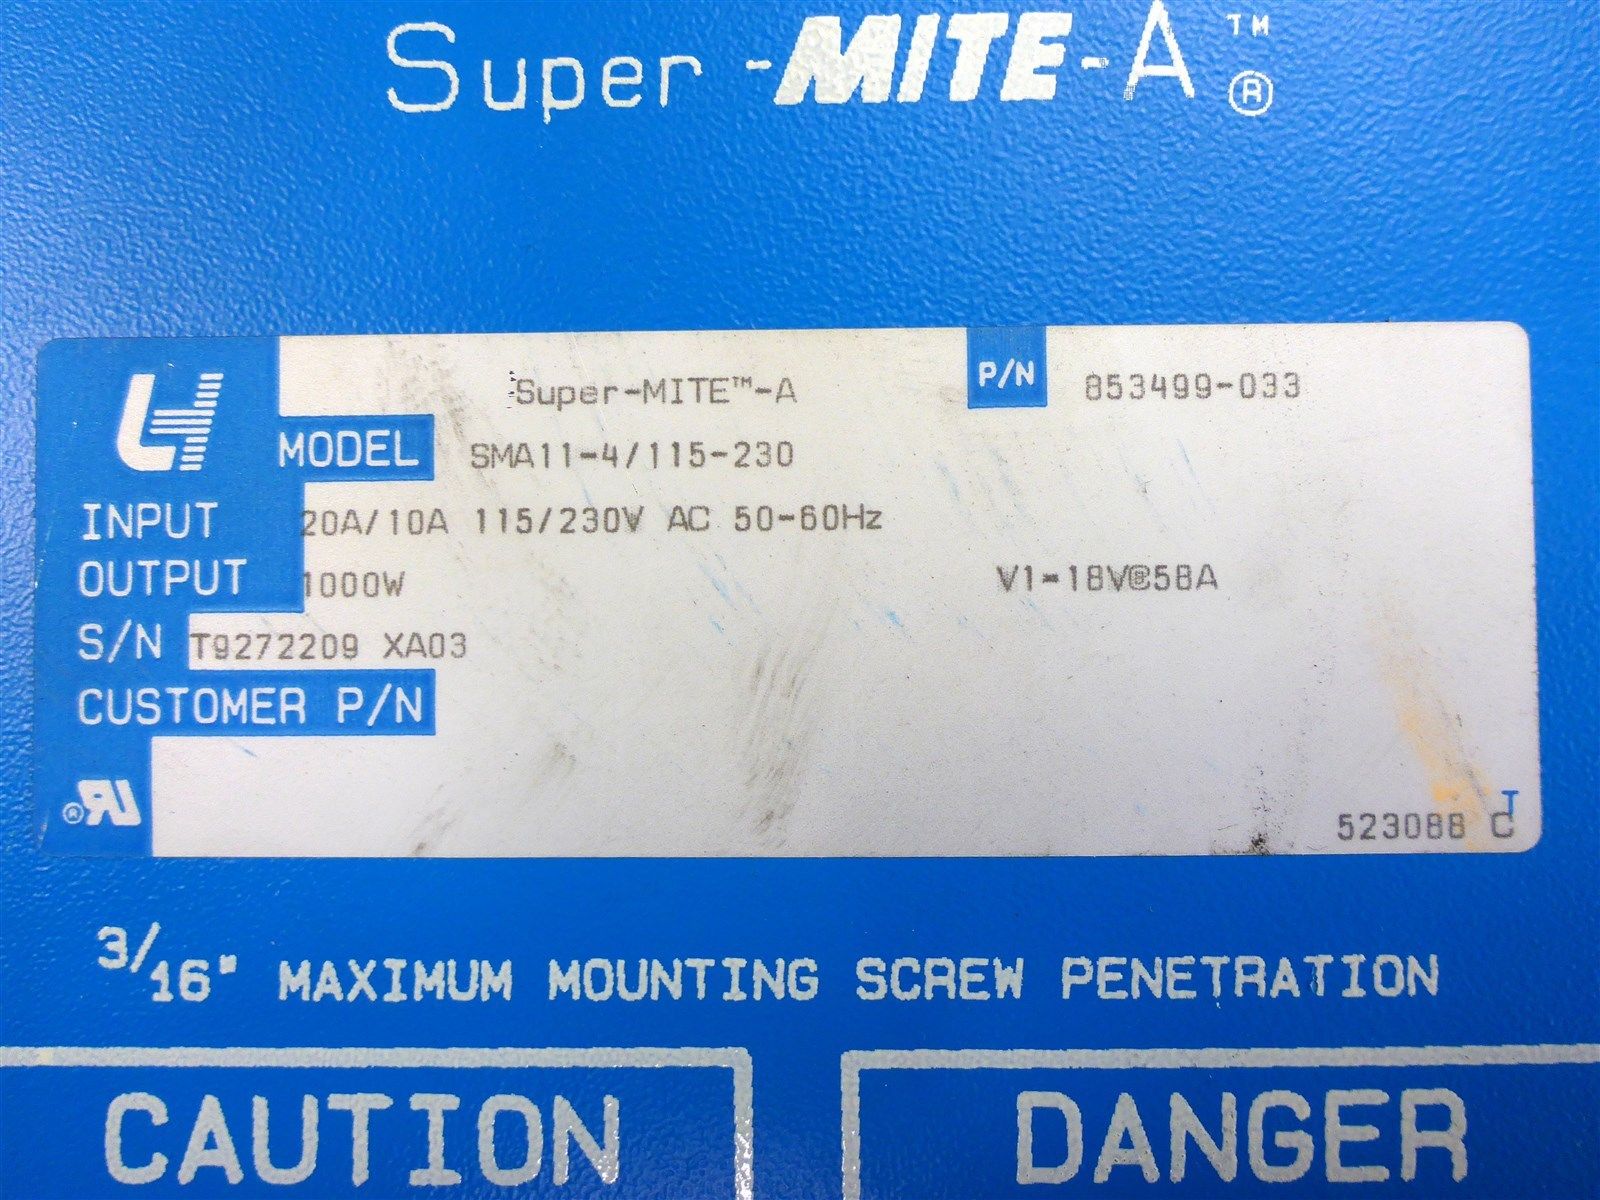 Super-MITE-A™ ®
Super-MITE™-A P/N 853499-033
MODEL SMA11-4/115-230
INPUT 20A/10A 115/230V AC 50-60Hz
OUTPUT 1000W V1-18V@58A
S/N T9272209 XA03
CUSTOMER P/N
523088 C T
3/16" MAXIMUM MOUNTING SCREW PENETRATION
CAUTION DANGER